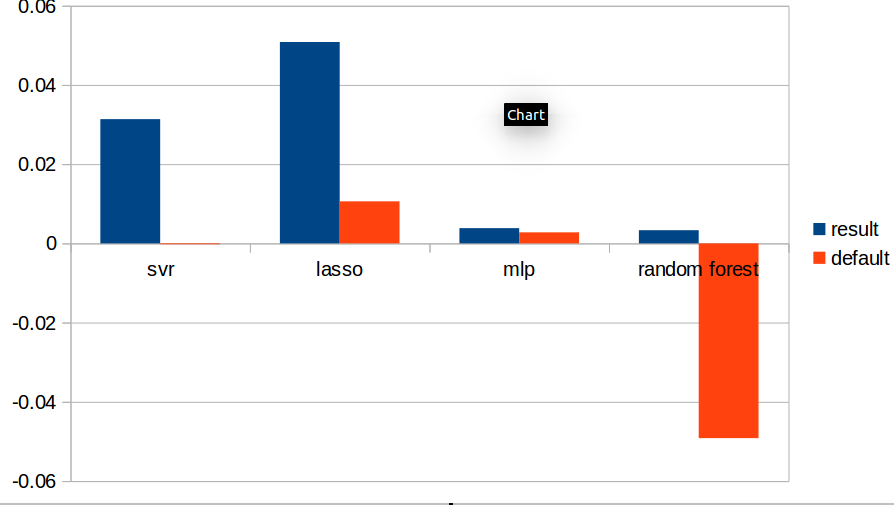 0.06
0.04
Chart
0.02
result
0
default
svr
lasso
mlp
random forest
-0.02
-0.04
-0.06